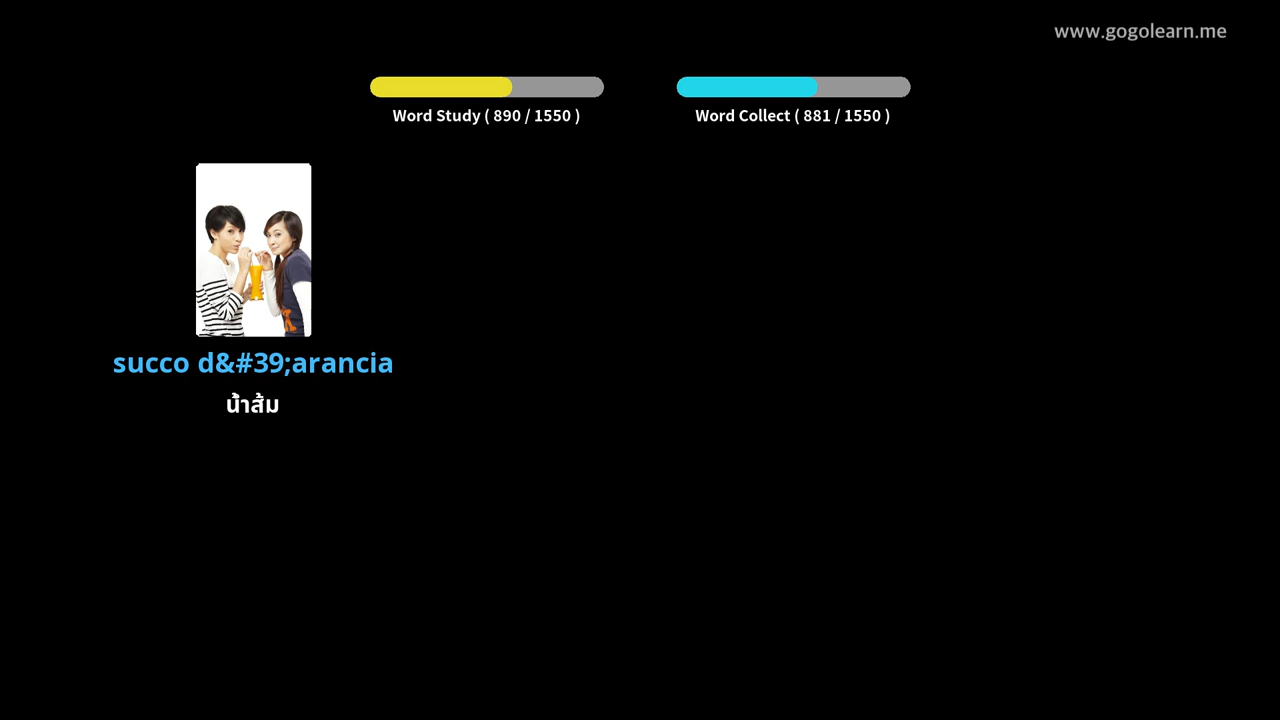 www.gogolearn.me
Word Study ( 890 / 1550 )
Word Collect ( 881 / 1550 )
succo d&#39;arancia
น้ำส้ม